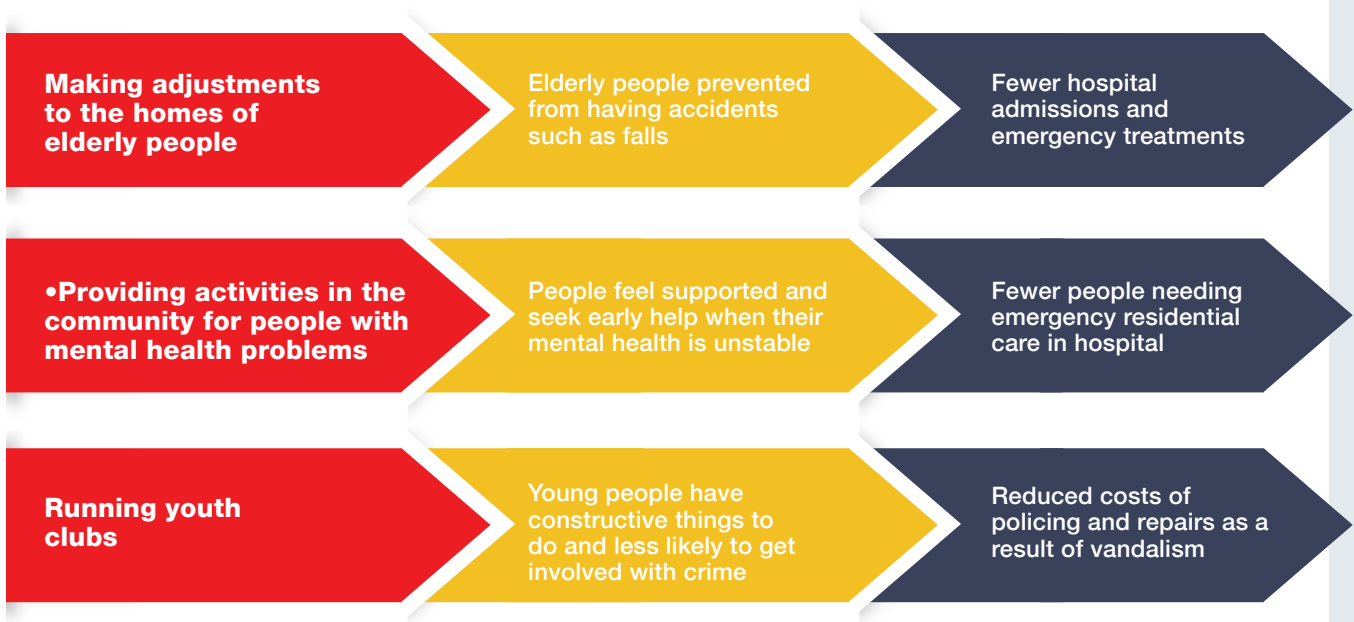 Making adjustments
to the homes of
elderly people
Elderly people prevented
from having accidents
such as falls
Fewer hospital
admissions and
emergency treatments
•Providing activities in the
community for people with
mental health problems
People feel supported and
seek early help when their
mental health is unstable
Fewer people needing
emergency residential
care in hospital
Running youth
clubs
Young people have
constructive things to
do and less likely to get
involved with crime
Reduced costs of
policing and repairs as a
result of vandalism